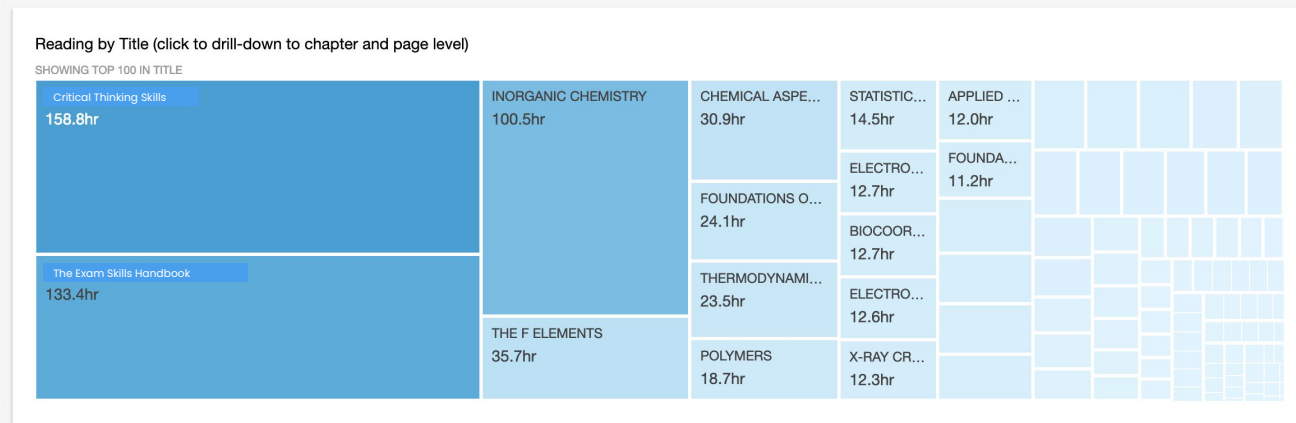 Reading by Title (click to drill-down to chapter and page level)
SHOWING TOP 100 IN TITLE
Critical Thinking Skills
158.8hr
The Exam Skills Handbook
133.4hr
INORGANIC CHEMISTRY
100.5hr
THE F ELEMENTS
35.7hr
CHEMICAL ASPE...
30.9hr
FOUNDATIONS O...
24.1hr
THERMODYNAMI...
23.5hr
POLYMERS
18.7hr
STATISTIC...
14.5hr
ELECTRO...
12.7hr
BIOCOOR...
12.7hr
ELECTRO...
12.6hr
X-RAY CR...
12.3hr
APPLIED ...
12.0hr
FOUNDA...
11.2hr